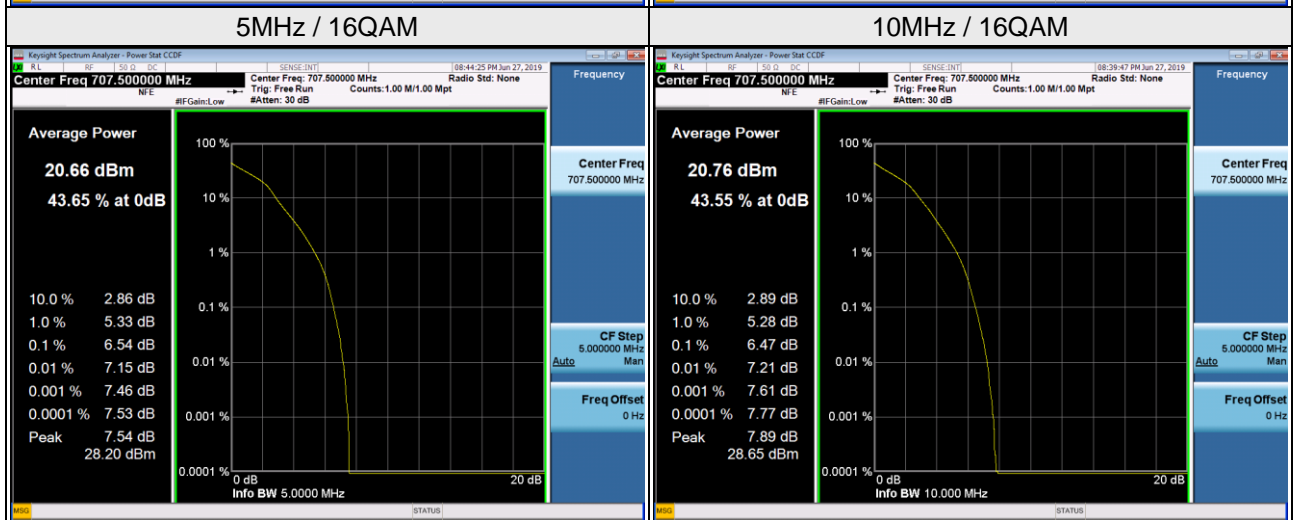 5MHz / 16QAM
Keysight Spectrum Analyzer - Power Stat CCDF
RL RF 50 Ω DC SENSE:INT 08:44:25 PM Jun 27, 2019
Center Freq 707.500000 MHz
Center Freq: 707.500000 MHz Radio Std: None
NFE Trig: Free Run Counts:1.00 M/1.00 Mpt
#IFGain:Low #Atten: 30 dB
Frequency
Average Power
20.66 dBm
43.65 % at 0dB
10.0 % 2.86 dB
1.0 % 5.33 dB
0.1 % 6.54 dB
0.01 % 7.15 dB
0.001 % 7.46 dB
0.0001 % 7.53 dB
Peak 7.54 dB
28.20 dBm
100 %
10 %
1 %
0.1 %
0.01 %
0.001 %
0.0001 %
0 dB 20 dB
Info BW 5.0000 MHz
Center Freq
707.500000 MHz
CF Step
5.000000 MHz
Auto Man
Freq Offset
0 Hz
MSG STATUS
10MHz / 16QAM
Keysight Spectrum Analyzer - Power Stat CCDF
RL RF 50 Ω DC SENSE:INT 08:39:47 PM Jun 27, 2019
Center Freq 707.500000 MHz
Center Freq: 707.500000 MHz Radio Std: None
NFE Trig: Free Run Counts:1.00 M/1.00 Mpt
#IFGain:Low #Atten: 30 dB
Frequency
Average Power
20.76 dBm
43.55 % at 0dB
10.0 % 2.89 dB
1.0 % 5.28 dB
0.1 % 6.47 dB
0.01 % 7.21 dB
0.001 % 7.61 dB
0.0001 % 7.77 dB
Peak 7.89 dB
28.65 dBm
100 %
10 %
1 %
0.1 %
0.01 %
0.001 %
0.0001 %
0 dB 20 dB
Info BW 10.000 MHz
Center Freq
707.500000 MHz
CF Step
5.000000 MHz
Auto Man
Freq Offset
0 Hz
MSG STATUS